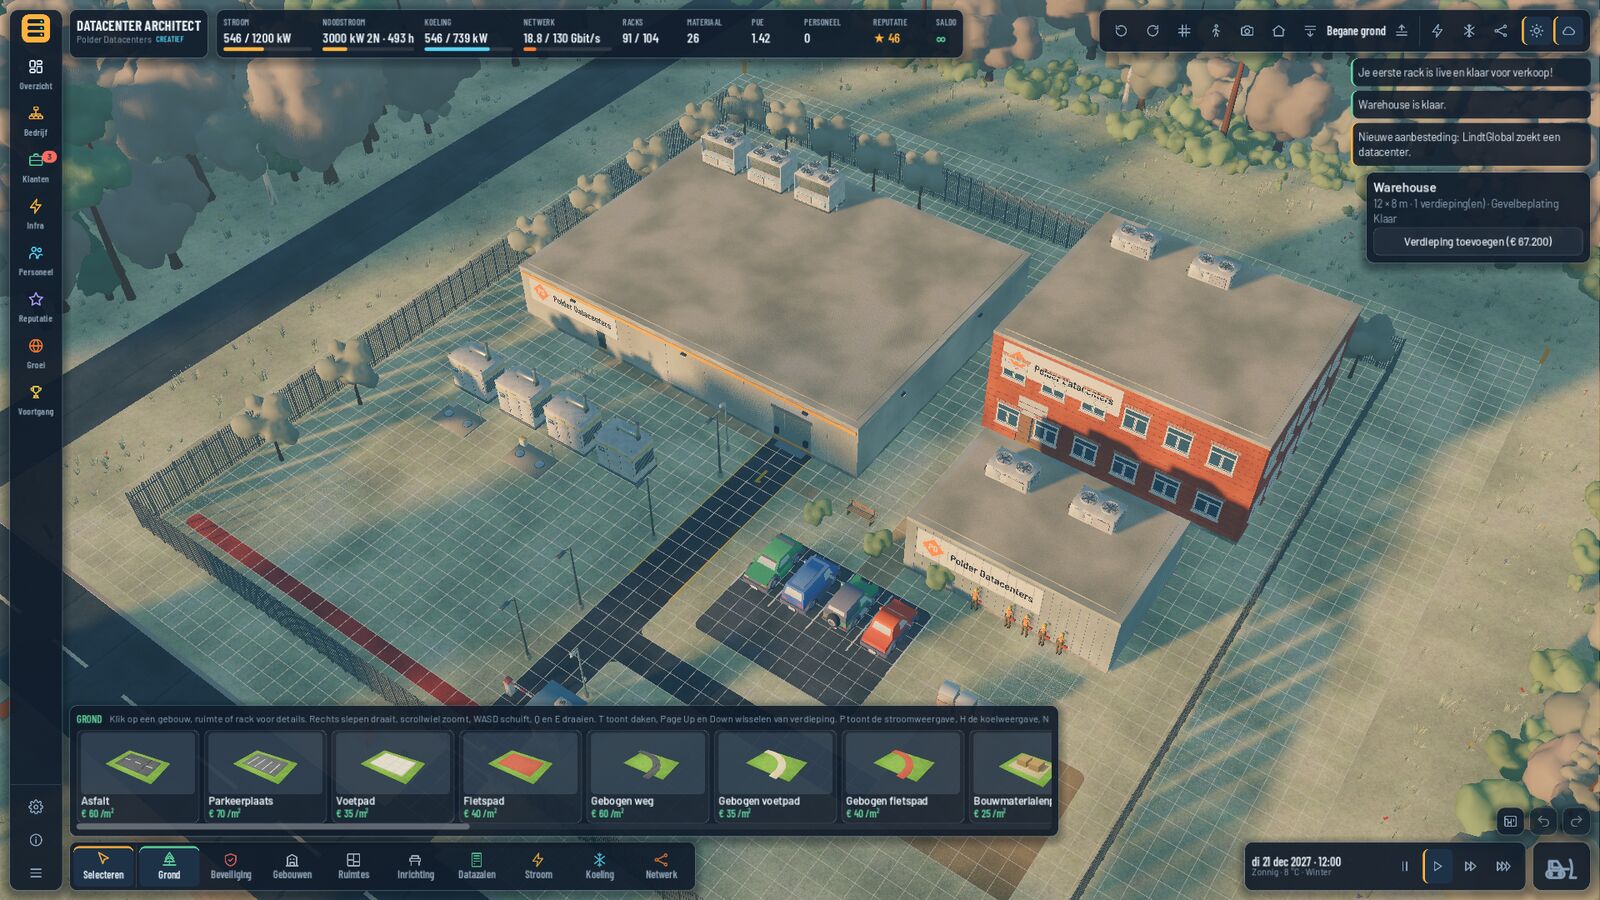 DATACENTER ARCHITECT
Polder Datacenters CREATIEF
STROOM
546 / 1200 kW
NOODSTROOM
3000 kW 2N · 493 h
KOELING
546 / 739 kW
NETWERK
18.8 / 130 Gbit/s
RACKS
91 / 104
MATERIAAL
26
PUE
1.42
PERSONEEL
0
REPUTATIE
★ 46
SALDO
∞
Begane grond
Overzicht
Bedrijf
3
Klanten
Infra
Personeel
Reputatie
Groei
Voortgang
Je eerste rack is live en klaar voor verkoop!
Warehouse is klaar.
Nieuwe aanbesteding: LindtGlobal zoekt een
datacenter.
Warehouse
12 × 8 m · 1 verdieping(en) · Gevelbeplating
Klaar
Verdieping toevoegen (€ 67.200)
Polder Datacenters
Polder Datacenters
Polder Datacenters
GROND Klik op een gebouw, ruimte of rack voor details. Rechts slepen draait, scrollwiel zoomt, WASD schuift, Q en E draaien. T toont daken, Page Up en Down wisselen van verdieping. P toont de stroomweergave, H de koelweergave, N
Asfalt
€ 60 /m²
Parkeerplaats
€ 70 /m²
Voetpad
€ 35 /m²
Fietspad
€ 40 /m²
Gebogen weg
€ 60 /m²
Gebogen voetpad
€ 35 /m²
Gebogen fietspad
€ 40 /m²
Bouwmaterialenp
€ 25 /m²
Selecteren
Grond
Beveiliging
Gebouwen
Ruimtes
Inrichting
Datazalen
Stroom
Koeling
Netwerk
di 21 dec 2027 · 12:00
Zonnig · 8 °C · Winter